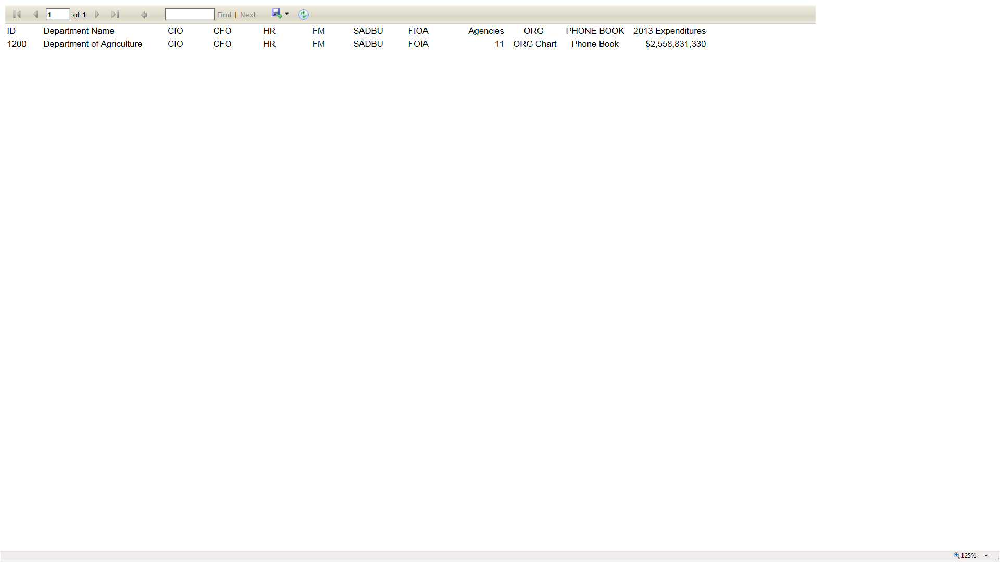 1 of 1 Find | Next
ID Department Name CIO CFO HR FM SADBU FIOA Agencies ORG PHONE BOOK 2013 Expenditures
1200 Department of Agriculture CIO CFO HR FM SADBU FOIA 11 ORG Chart Phone Book $2,558,831,330
125%